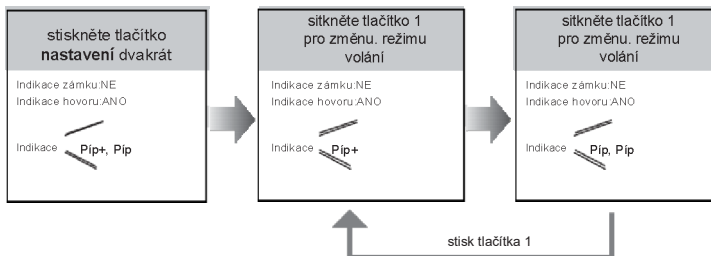 stiskněte tlačítko
nastavení dvakrát
Indikace zámku:NE
Indikace hovoru:ANO
Indikace
Píp+, Píp
sitkněte tlačítko 1
pro změnu. režimu
volání
Indikace zámku:NE
Indikace hovoru:ANO
Indikace
Píp+
sitkněte tlačítko 1
pro změnu. režimu
volání
Indikace zámku:NE
Indikace hovoru:ANO
Indikace
Píp, Píp
stisk tlačítka 1